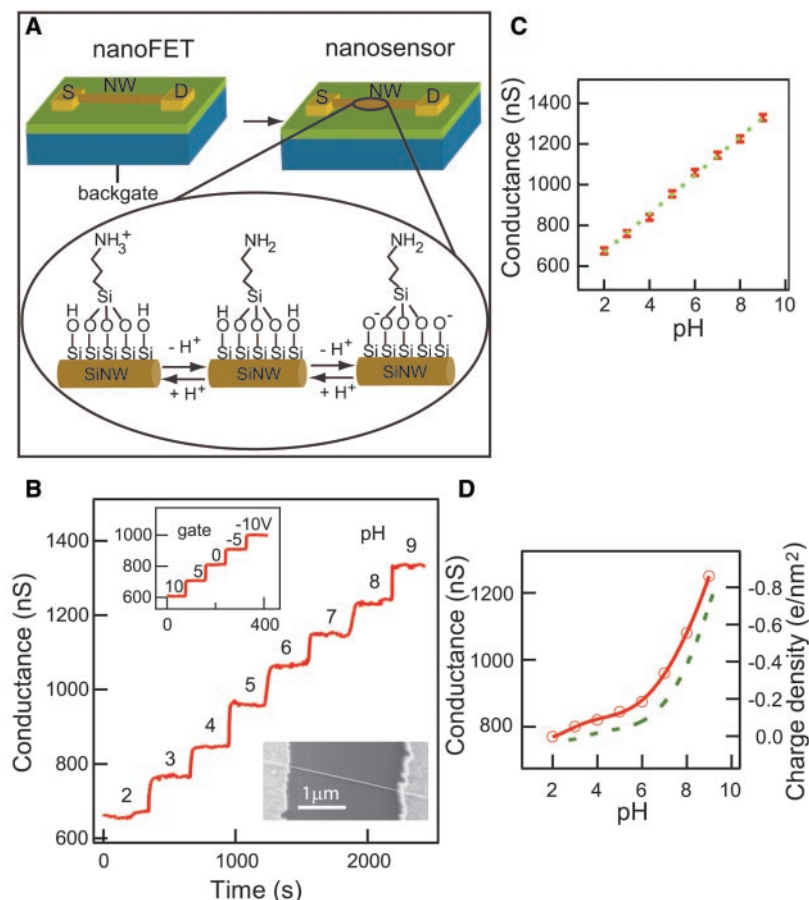 A
nanoFET
nanosensor
S NW D
S NW D
backgate
NH3+
NH2
NH2
Si
Si
Si
H H
H H
O O O O O
O O O O O
O- O O O O-
Si Si Si Si Si
Si Si Si Si Si
Si Si Si Si Si
- H+
- H+
SiNW
SiNW
SiNW
+ H+
+ H+
C
Conductance (nS)
1400
1200
1000
800
600
0 2 4 6 8 10
pH
B
Conductance (nS)
1400
1200
1000
800
600
gate
-10V
1000
800
600
10
5
0
-5
0 400
pH
2
3
4
5
6
7
8
9
1μm
0 1000 2000
Time (s)
D
Conductance (nS)
1200
1000
800
Charge density (e/nm2)
-0.8
-0.6
-0.4
-0.2
0.0
0 2 4 6 8 10
pH